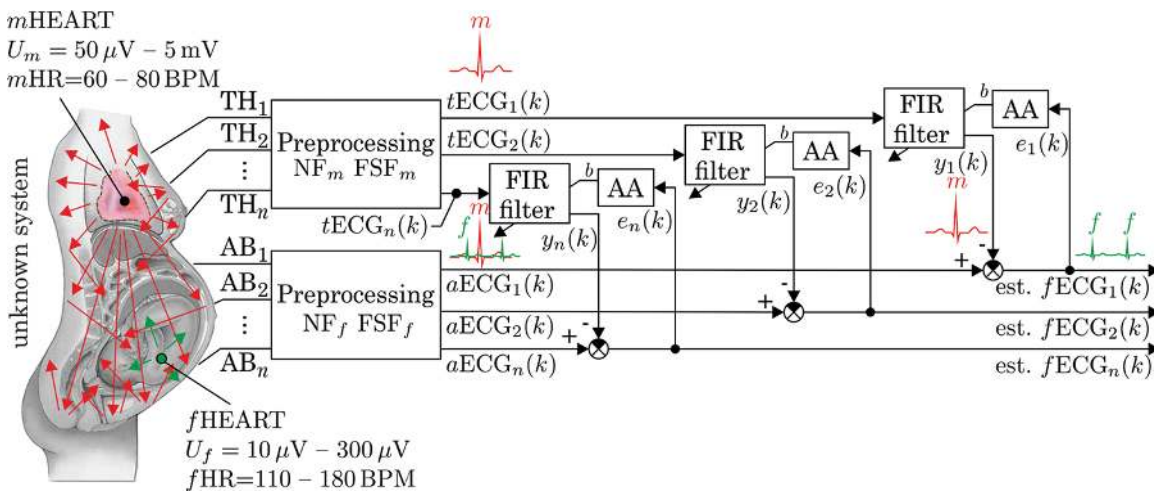 mHEART
U_m = 50 μV – 5 mV
mHR=60 – 80 BPM
unknown system
TH_1
TH_2
⋮
TH_n
Preprocessing
NF_m FSF_m
AB_1
AB_2
⋮
AB_n
Preprocessing
NF_f FSF_f
fHEART
U_f = 10 μV – 300 μV
fHR=110 – 180 BPM
m
tECG_1(k)
tECG_2(k)
tECG_n(k)
f m f
aECG_1(k)
aECG_2(k)
aECG_n(k)
FIR
filter
b
AA
y_n(k)
e_n(k)
- +
FIR
filter
b
AA
y_2(k)
e_2(k)
- +
FIR
filter
b
AA
y_1(k)
e_1(k)
m
- +
f f
est. fECG_1(k)
est. fECG_2(k)
est. fECG_n(k)